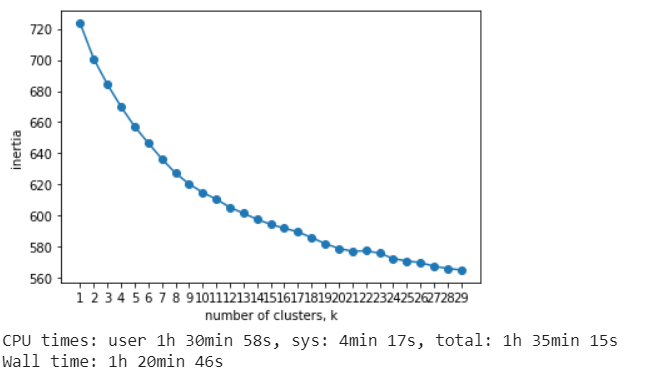 720
700
680
660
640
620
600
580
560
inertia
1 2 3 4 5 6 7 8 9 10 11 12 13 14 15 16 17 18 19 20 21 22 23 24 25 26 27 28 29
number of clusters, k
CPU times: user 1h 30min 58s, sys: 4min 17s, total: 1h 35min 15s
Wall time: 1h 20min 46s